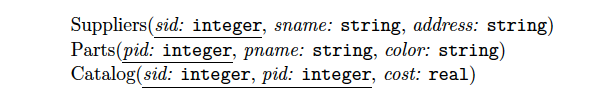 Suppliers(sid: integer, sname: string, address: string)
Parts(pid: integer, pname: string, color: string)
Catalog(sid: integer, pid: integer, cost: real)